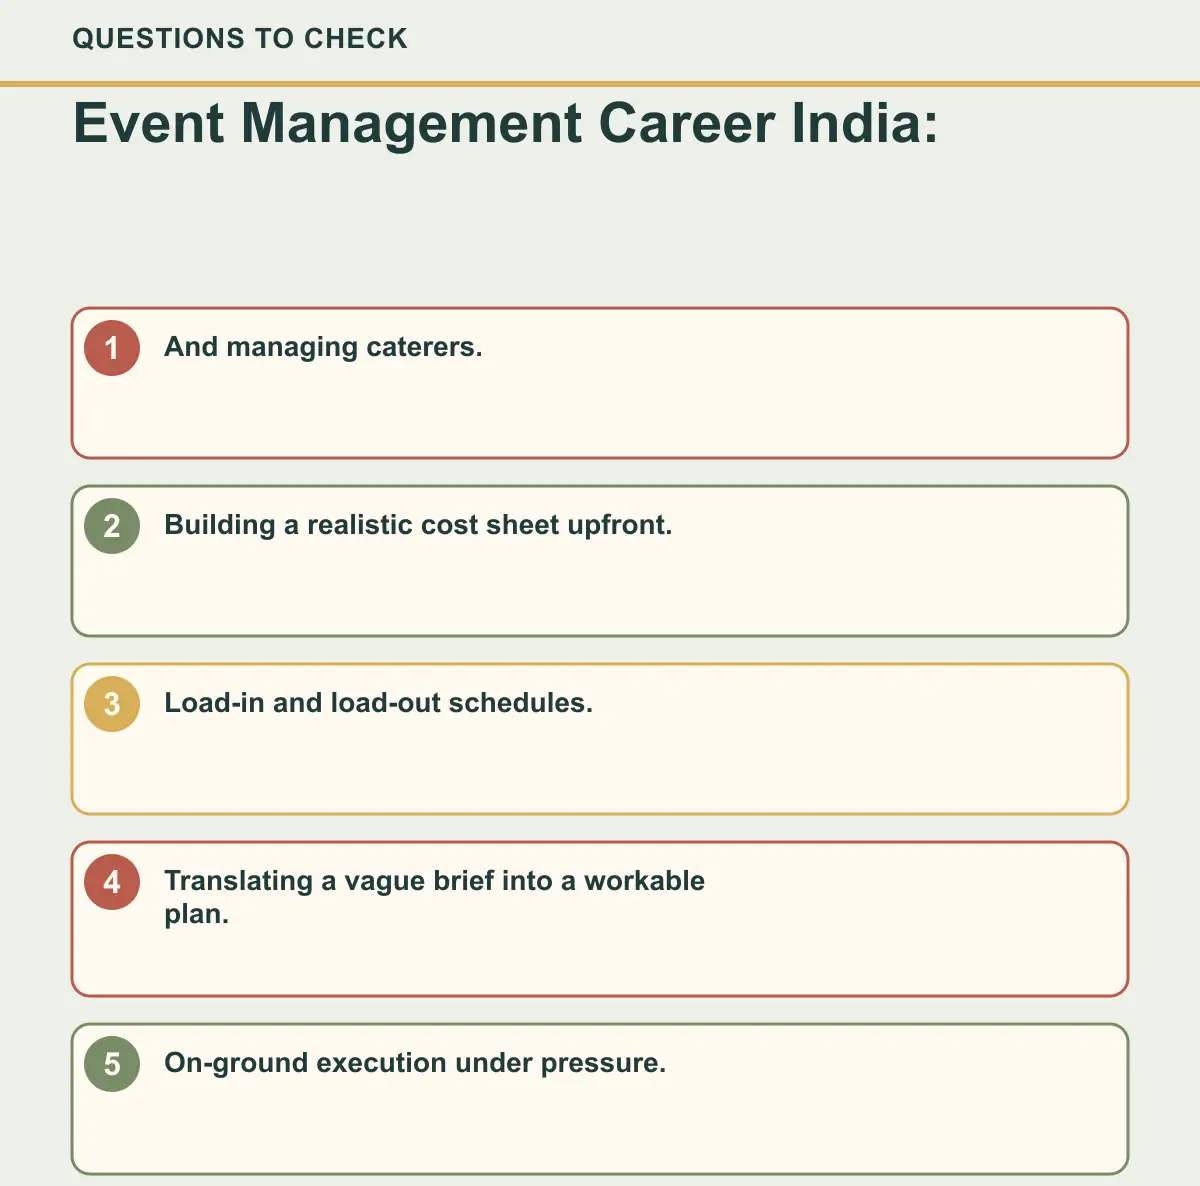 QUESTIONS TO CHECK
Event Management Career India:
1
And managing caterers.
2
Building a realistic cost sheet upfront.
3
Load-in and load-out schedules.
4
Translating a vague brief into a workable
plan.
5
On-ground execution under pressure.